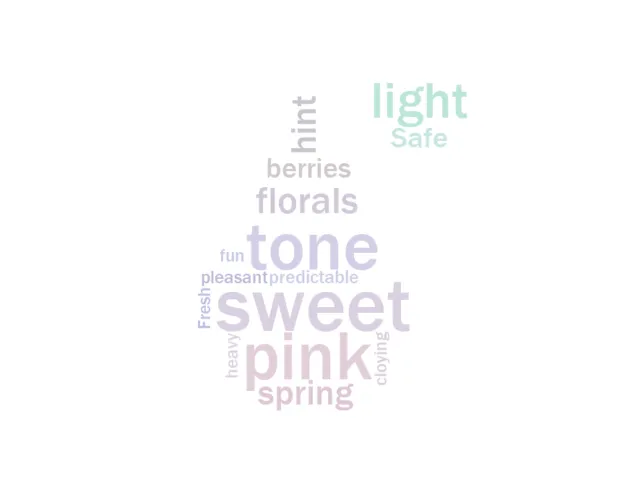 light
Safe
hint
berries
florals
tone
fun
pleasant predictable
Fresh
sweet
heavy
pink
cloying
spring